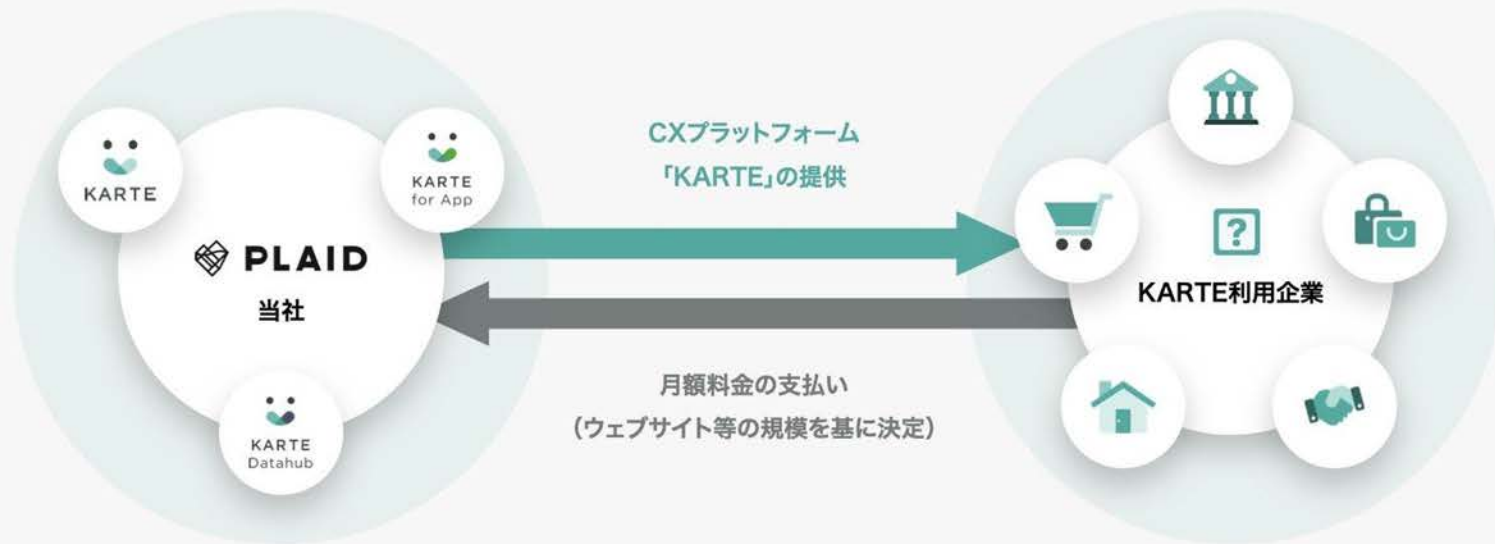 KARTE
KARTE
for App
PLAID
当社
KARTE
Datahub
CXプラットフォーム
「KARTE」の提供
月額料金の支払い
（ウェブサイト等の規模を基に決定）
?
KARTE利用企業